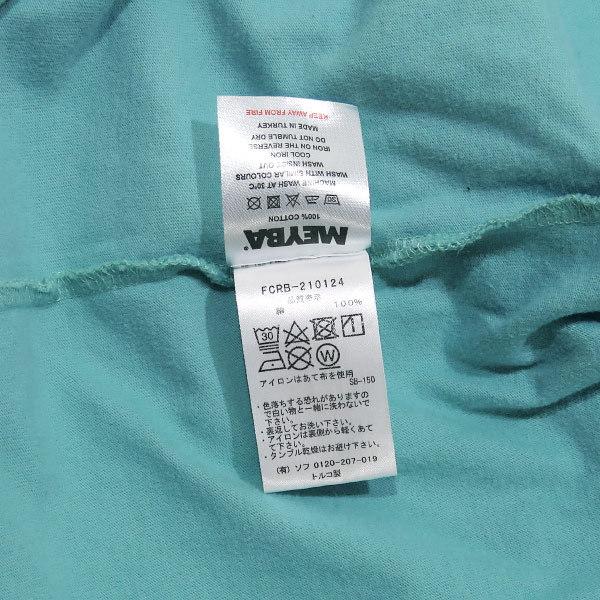 MEYBA®
100% COTTON
30
MACHINE WASH AT 30°C
WASH WITH SIMILAR COLOURS
WASH INSIDE OUT
COOL IRON
IRON ON THE REVERSE
DO NOT TUMBLE DRY
MADE IN TURKEY
KEEP AWAY FROM FIRE
FCRB-210124
品質表示
綿 100%
30
W
アイロンはあて布を使用
SB-150
・色落ちする恐れがありますの
で白い物と一緒に洗わないで
下さい。
・裏返してお洗い下さい。
・アイロンは裏側から軽くあて
て下さい。
・タンブル乾燥はお避け下さい。
(有)ソフ 0120-207-019
トルコ製